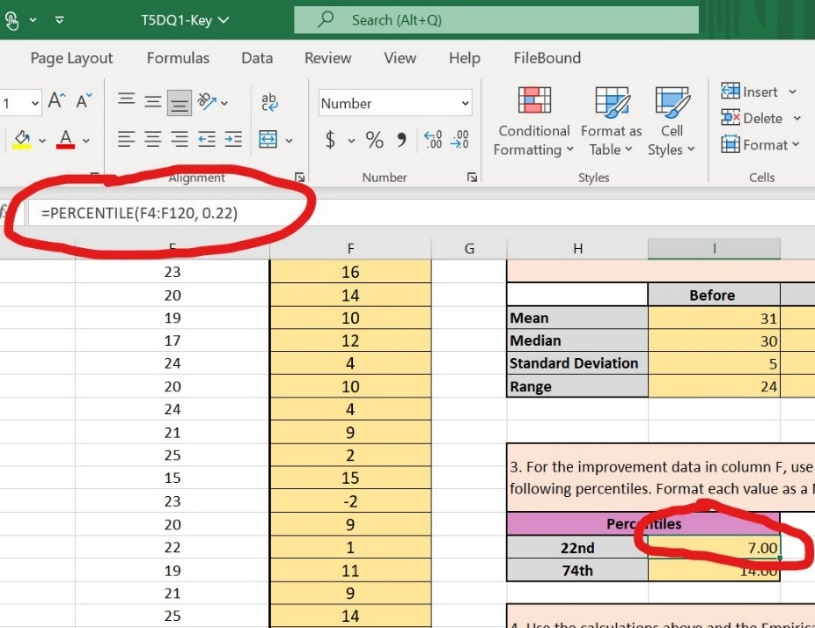 T5DQ1-Key
Search (Alt+Q)
Page Layout Formulas Data Review View Help FileBound
1 A^ A˅ ab Number Insert
Conditional Formatting Format as Table Cell Styles Delete
A $ % 9 .00 .00 Format
Alignment Number Styles Cells
=PERCENTILE(F4:F120, 0.22)
F G H I
23 16
20 14 Before
19 10 Mean 31
17 12 Median 30
24 4 Standard Deviation 5
20 10 Range 24
24 4
21 9
25 2 3. For the improvement data in column F, use
15 15 following percentiles. Format each value as a
23 -2
20 9 Percentiles
22 1 22nd 7.00
19 11 74th 14.00
21 9
25 14 4. Use the calculations above and the Empiric